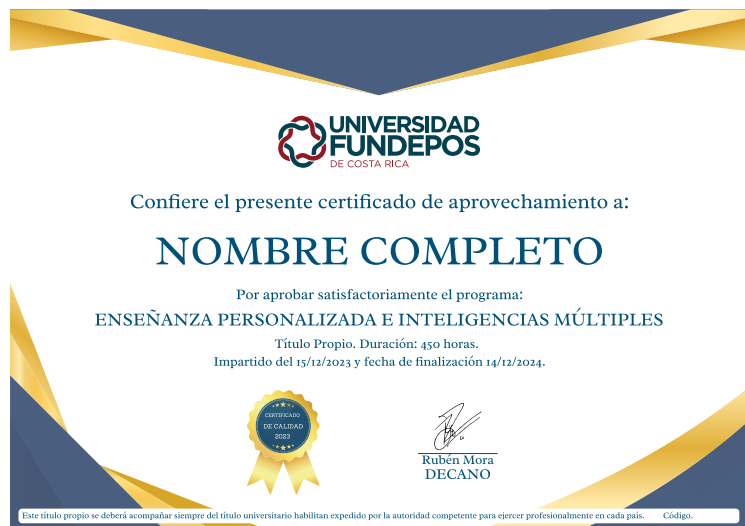 UNIVERSIDAD
FUNDEPOS
DE COSTA RICA
Confiere el presente certificado de aprovechamiento a:
NOMBRE COMPLETO
Por aprobar satisfactoriamente el programa:
ENSEÑANZA PERSONALIZADA E INTELIGENCIAS MÚLTIPLES
Título Propio. Duración: 450 horas.
Impartido del 15/12/2023 y fecha de finalización 14/12/2024.
CERTIFICADO
DE CALIDAD
2023
Rubén Mora
DECANO
Este título propio se deberá acompañar siempre del título universitario habilitan expedido por la autoridad competente para ejercer profesionalmente en cada país. Código.